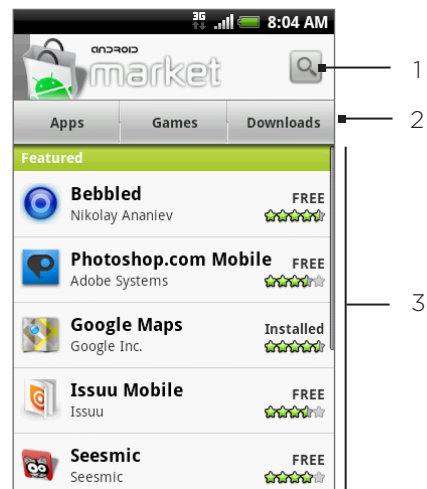 3G 8:04 AM
ANDROID
market
1
Apps Games Downloads
2
Featured
Bebbled
FREE
Nikolay Ananiev
Photoshop.com Mobile
FREE
Adobe Systems
3
Google Maps
Installed
Google Inc.
Issuu Mobile
FREE
Issuu
Seesmic
FREE
Seesmic